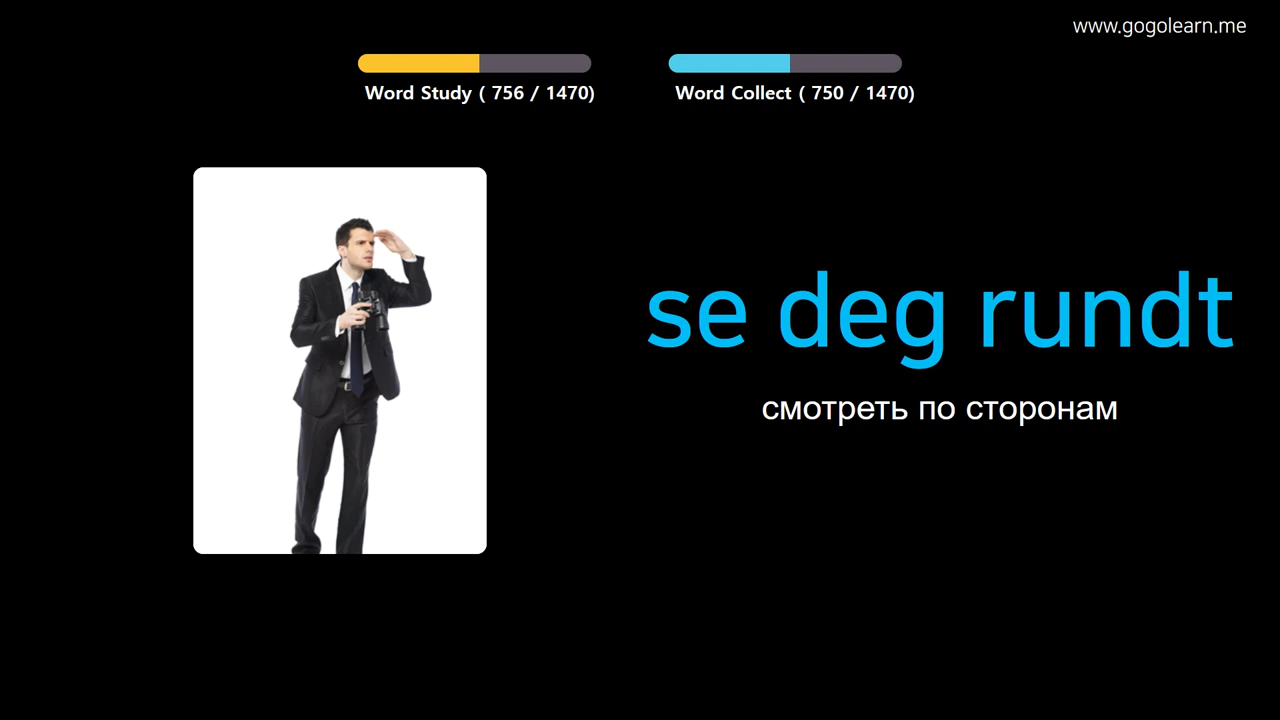 www.gogolearn.me
Word Study ( 756 / 1470)
Word Collect ( 750 / 1470)
se deg rundt
смотреть по сторонам